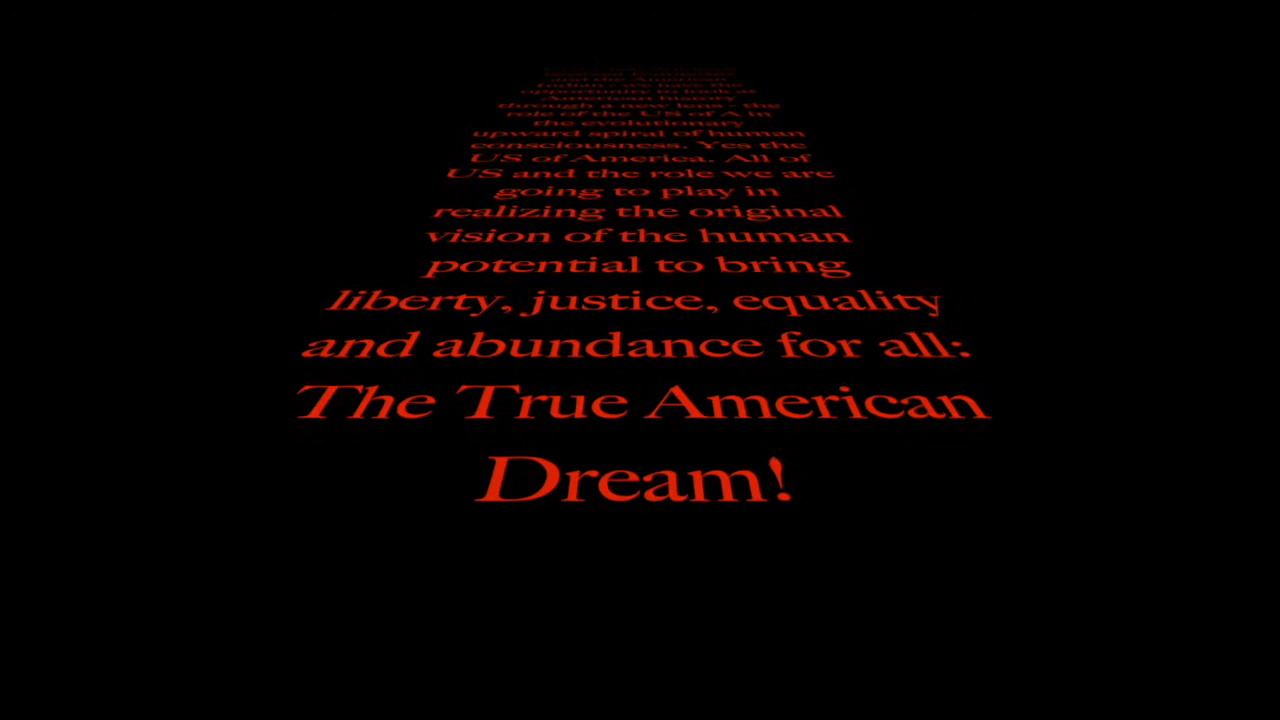 between Europeans
and the American
Indian - we have the
opportunity to look at
American history
through a new lens - the
role of the US of A in
the evolutionary
upward spiral of human
consciousness. Yes the
US of America. All of
US and the role we are
going to play in
realizing the original
vision of the human
potential to bring
liberty, justice, equality
and abundance for all:
The True American
Dream!